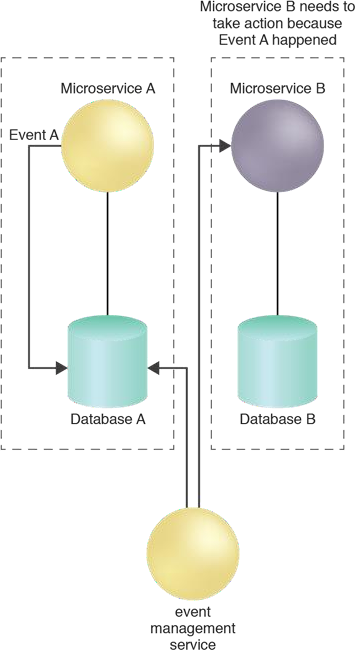 Microservice B needs to
take action because
Event A happened
Microservice A
Microservice B
Event A
Database A
Database B
event
management
service